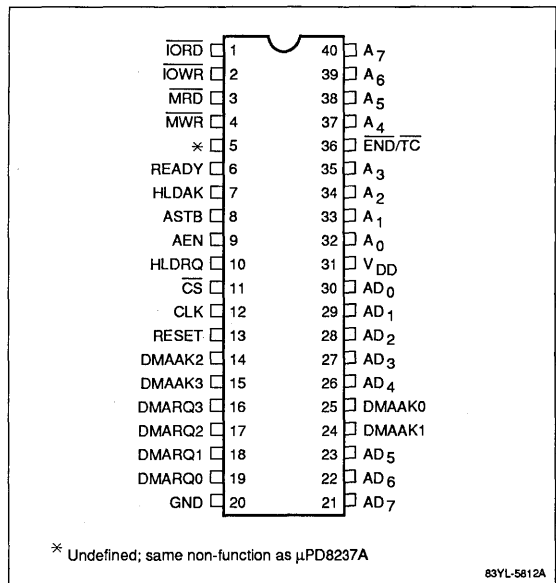 IORD 1 40 A7
IOWR 2 39 A6
MRD 3 38 A5
MWR 4 37 A4
* 5 36 END/TC
READY 6 35 A3
HLDAK 7 34 A2
ASTB 8 33 A1
AEN 9 32 A0
HLDRQ 10 31 VDD
CS 11 30 AD0
CLK 12 29 AD1
RESET 13 28 AD2
DMAAK2 14 27 AD3
DMAAK3 15 26 AD4
DMARQ3 16 25 DMAAK0
DMARQ2 17 24 DMAAK1
DMARQ1 18 23 AD5
DMARQ0 19 22 AD6
GND 20 21 AD7
* Undefined; same non-function as μPD8237A
83YL-5812A